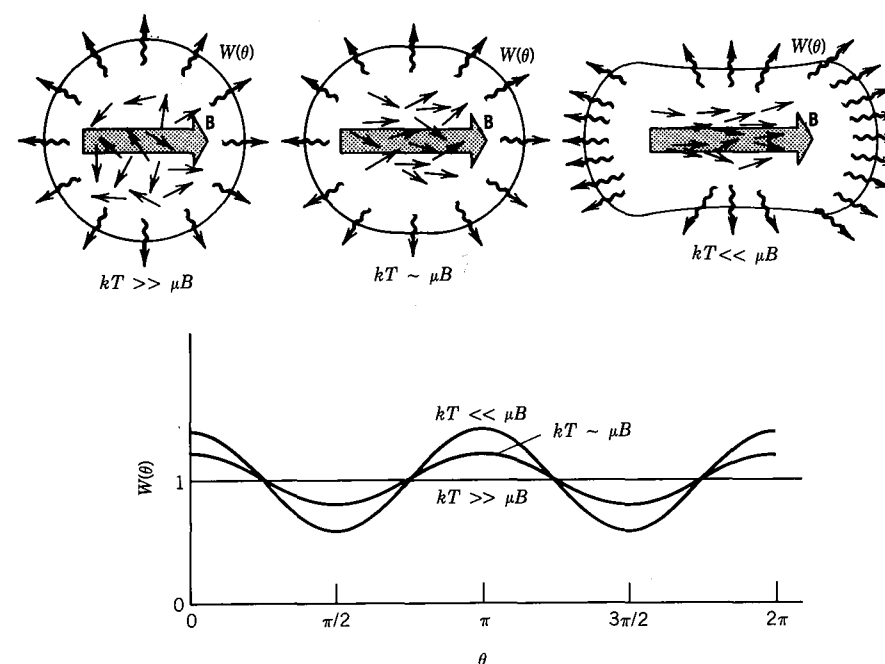 W(θ)
B
kT >> μB
W(θ)
B
kT ~ μB
W(θ)
B
kT << μB
kT << μB
kT ~ μB
W(θ)
1
kT >> μB
0
0
π/2
π
3π/2
2π
θ